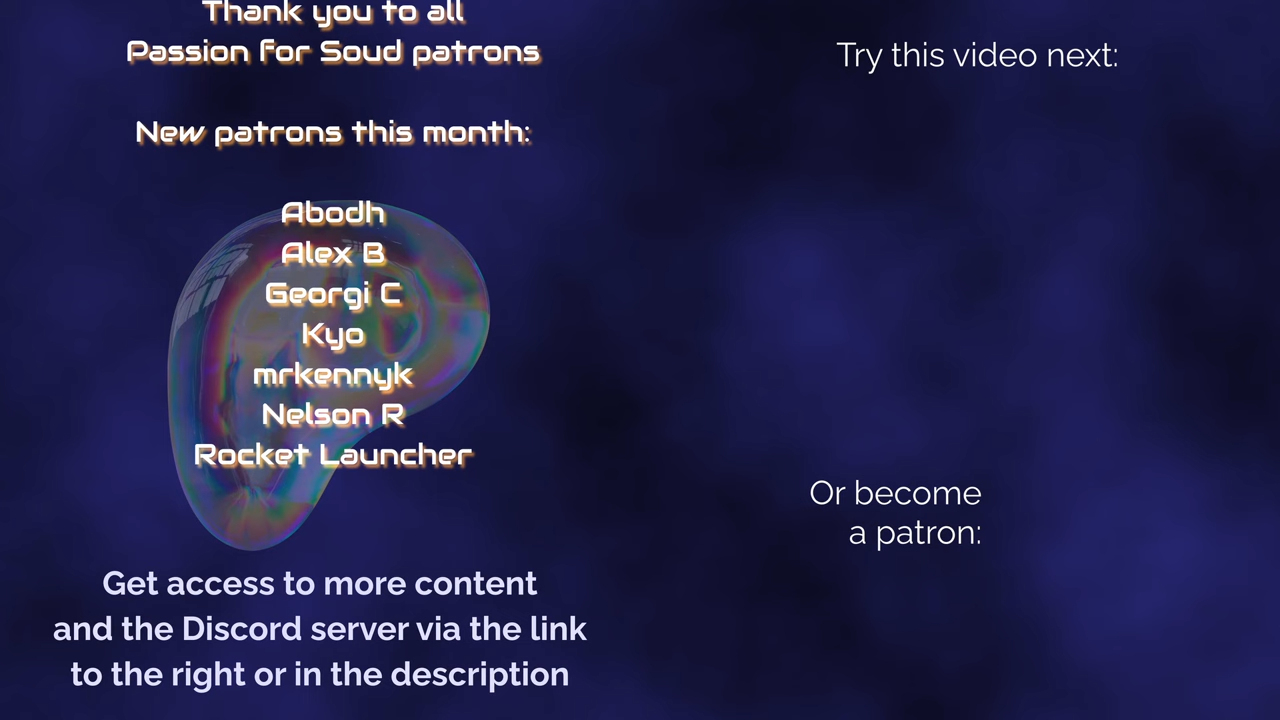 Thank you to all
Passion for Soud patrons
New patrons this month:
Abodh
Alex B
Georgi C
Kyo
mrkennyk
Nelson R
Rocket Launcher
Get access to more content
and the Discord server via the link
to the right or in the description
Try this video next:
Or become
a patron: